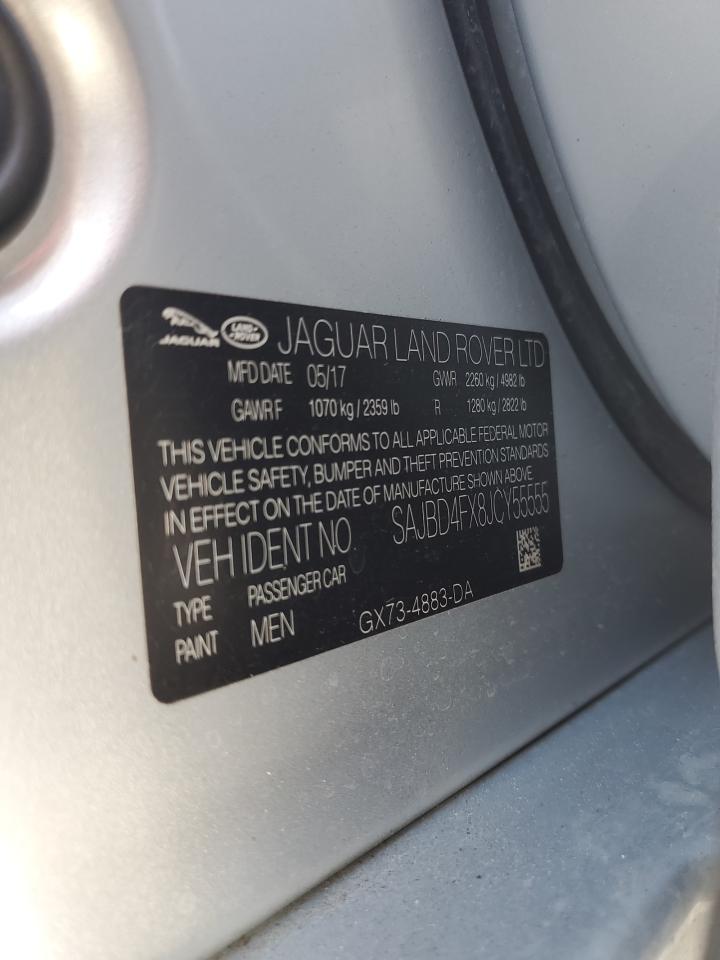 JAGUAR LAND ROVER JAGUAR LAND ROVER LTD
MFD DATE 05/17 GVWR 2260 kg / 4982 lb
GAWR F 1070 kg / 2359 lb R 1280 kg / 2822 lb
THIS VEHICLE CONFORMS TO ALL APPLICABLE FEDERAL MOTOR
VEHICLE SAFETY, BUMPER AND THEFT PREVENTION STANDARDS
IN EFFECT ON THE DATE OF MANUFACTURE SHOWN ABOVE
VEH IDENT NO SAJBD4FX8JCY55555
TYPE PASSENGER CAR
PAINT MEN GX73-4883-DA